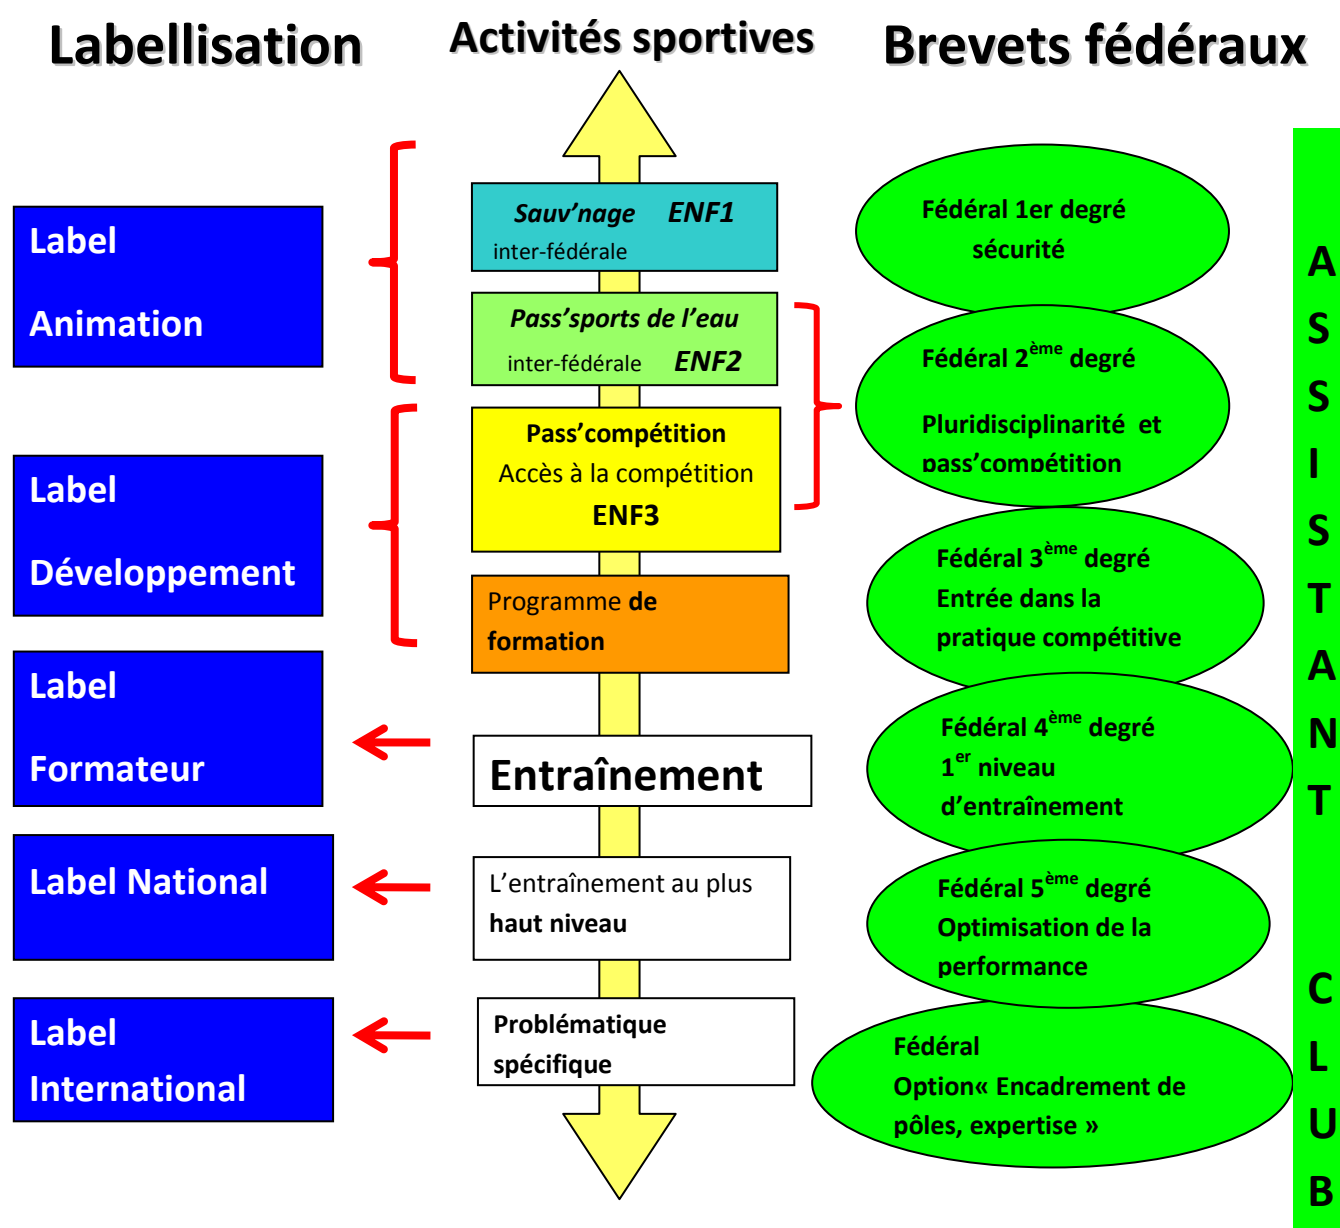 Labellisation
Activités sportives
Brevets fédéraux
Label
Animation
Label
Développement
Label
Formateur
Label National
Label
International
Sauv’nage ENF1
inter-fédérale
Pass’sports de l’eau
inter-fédérale ENF2
Pass’compétition
Accès à la compétition
ENF3
Programme de
formation
Entraînement
L’entraînement au plus
haut niveau
Problématique
spécifique
Fédéral 1er degré
sécurité
Fédéral 2ème degré
Pluridisciplinarité et
pass’compétition
Fédéral 3ème degré
Entrée dans la
pratique compétitive
Fédéral 4ème degré
1er niveau
d’entraînement
Fédéral 5ème degré
Optimisation de la
performance
Fédéral
Option« Encadrement de
pôles, expertise »
ASSISTANT CLUB